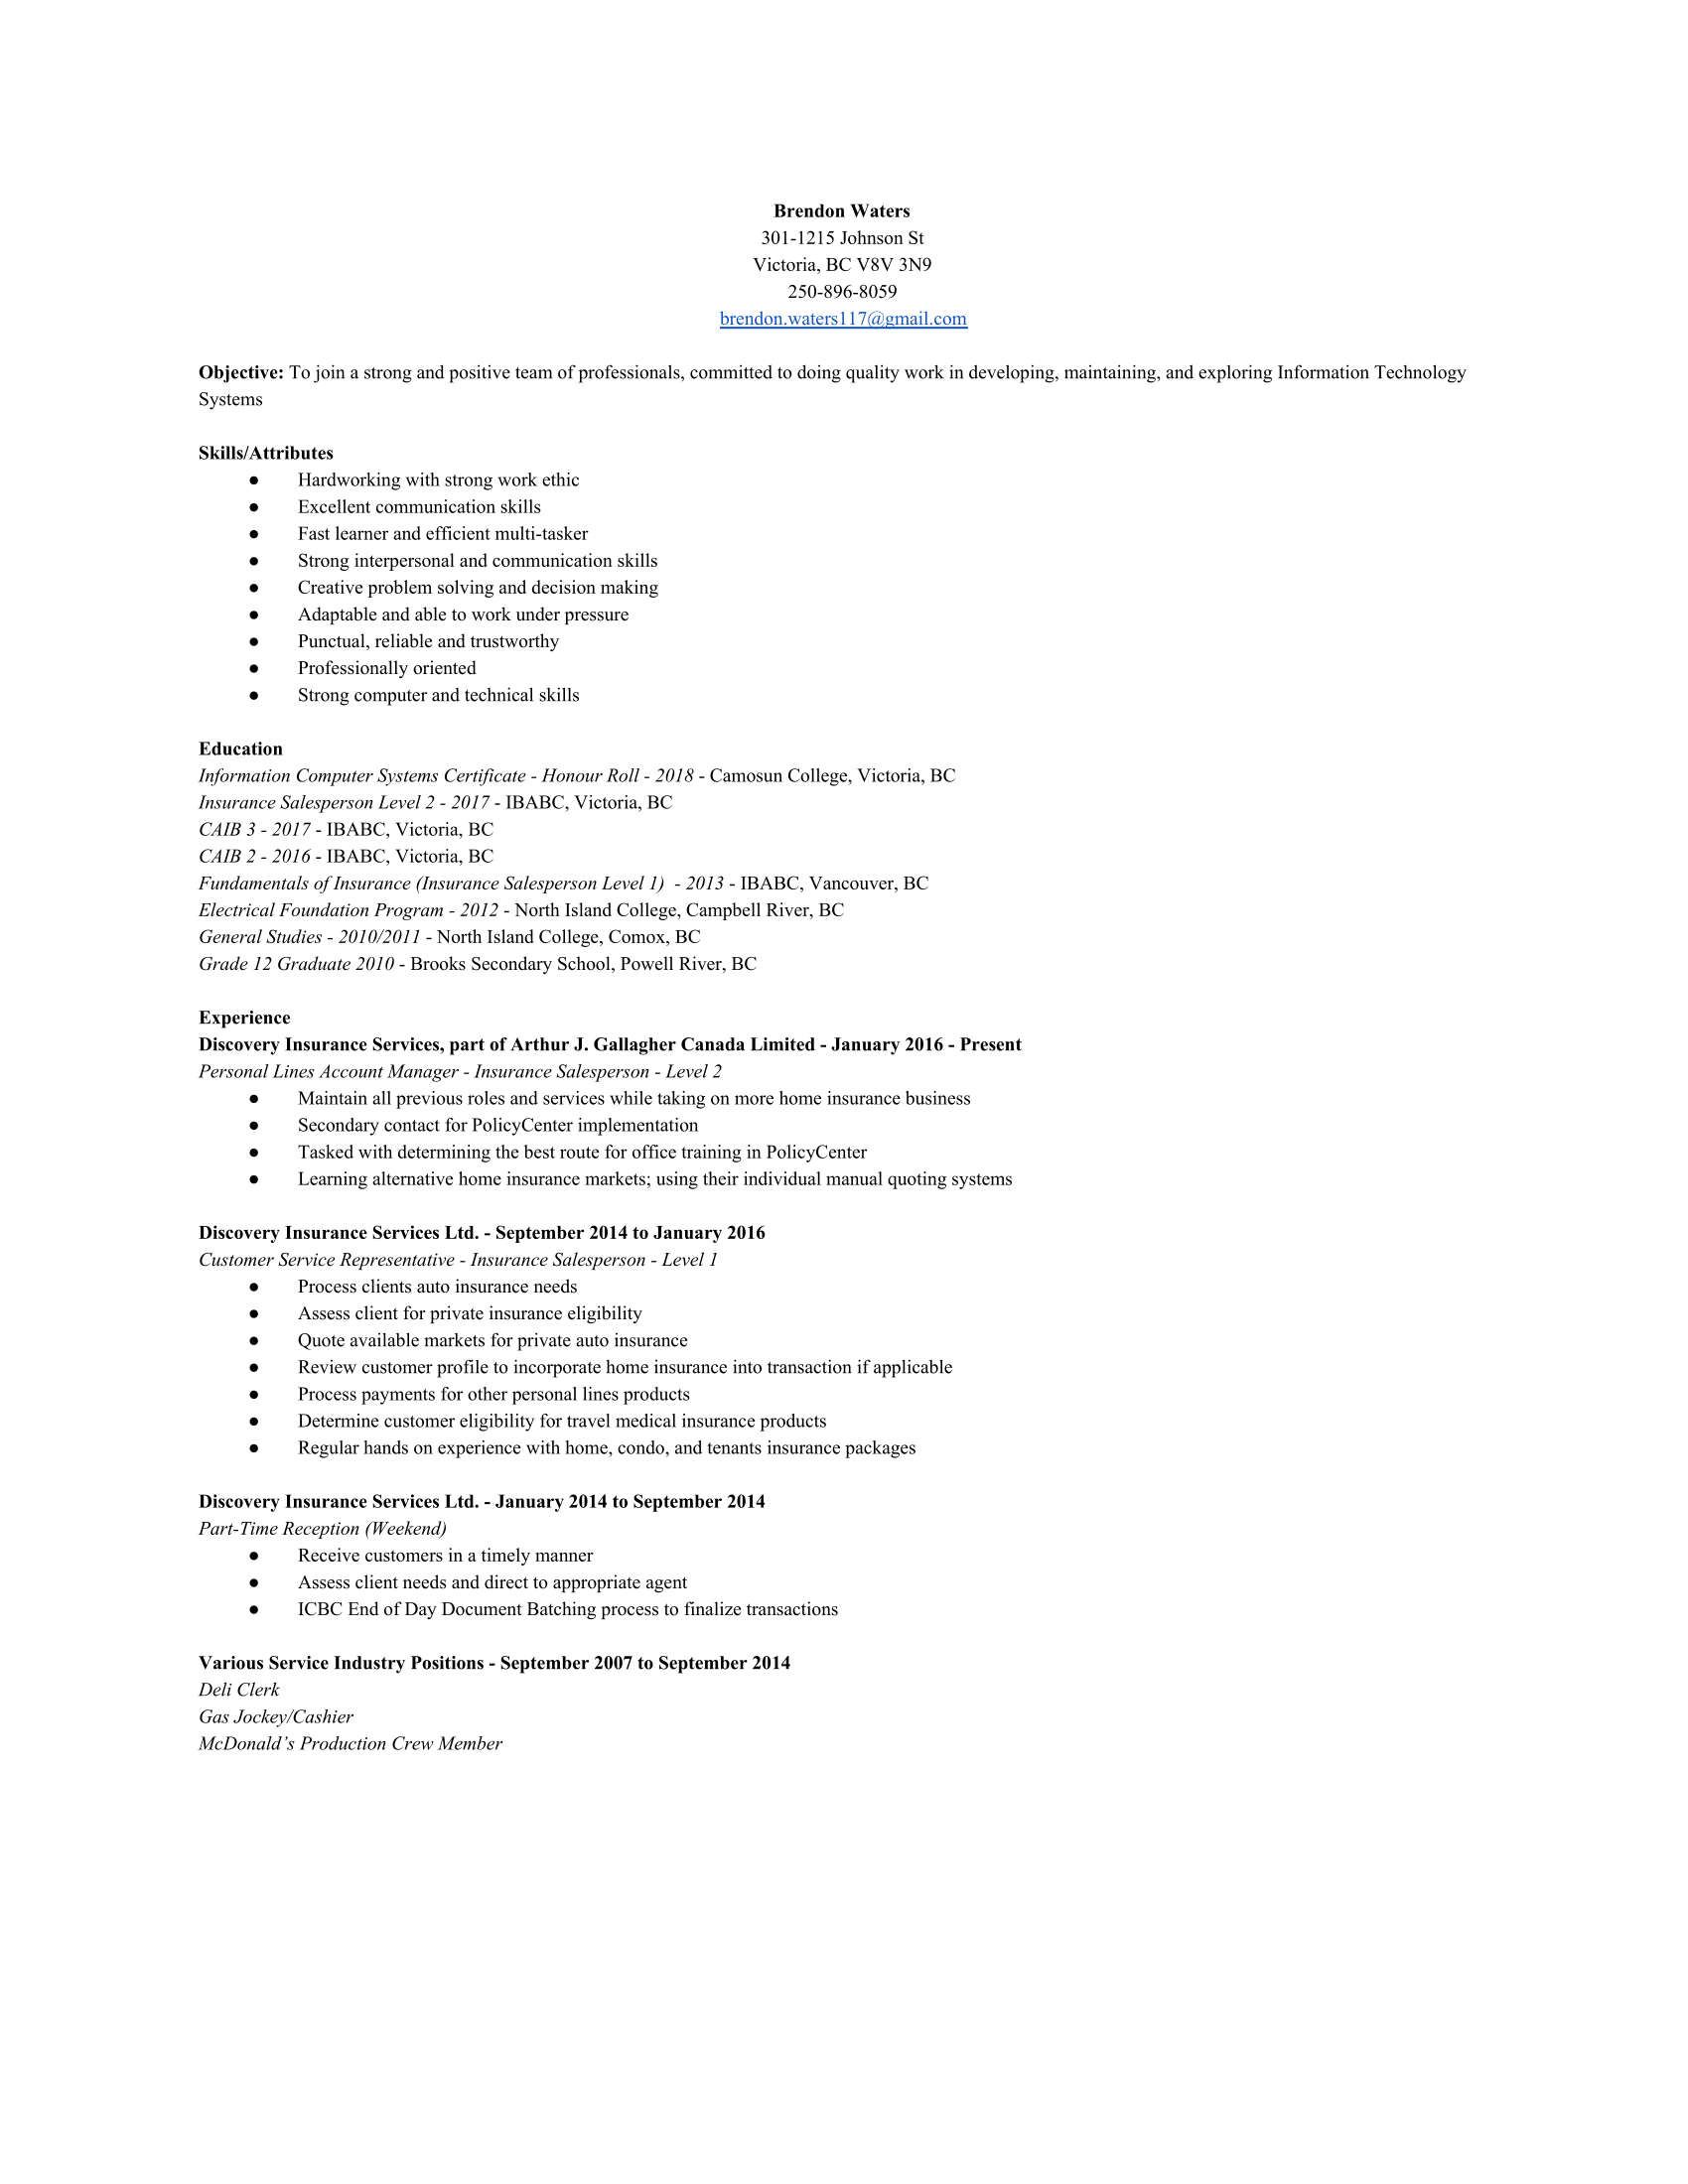 Brendon Waters
301-1215 Johnson St
Victoria, BC V8V 3N9
250-896-8059
brendon.waters117@gmail.com
Objective: To join a strong and positive team of professionals, committed to doing quality work in developing, maintaining, and exploring Information Technology
Systems
Skills/Attributes
● Hardworking with strong work ethic
● Excellent communication skills
● Fast learner and efficient multi-tasker
● Strong interpersonal and communication skills
● Creative problem solving and decision making
● Adaptable and able to work under pressure
● Punctual, reliable and trustworthy
● Professionally oriented
● Strong computer and technical skills
Education
Information Computer Systems Certificate - Honour Roll - 2018 - Camosun College, Victoria, BC
Insurance Salesperson Level 2 - 2017 - IBABC, Victoria, BC
CAIB 3 - 2017 - IBABC, Victoria, BC
CAIB 2 - 2016 - IBABC, Victoria, BC
Fundamentals of Insurance (Insurance Salesperson Level 1)  - 2013 - IBABC, Vancouver, BC
Electrical Foundation Program - 2012 - North Island College, Campbell River, BC
General Studies - 2010/2011 - North Island College, Comox, BC
Grade 12 Graduate 2010 - Brooks Secondary School, Powell River, BC
Experience
Discovery Insurance Services, part of Arthur J. Gallagher Canada Limited - January 2016 - Present
Personal Lines Account Manager - Insurance Salesperson - Level 2
● Maintain all previous roles and services while taking on more home insurance business
● Secondary contact for PolicyCenter implementation
● Tasked with determining the best route for office training in PolicyCenter
● Learning alternative home insurance markets; using their individual manual quoting systems
Discovery Insurance Services Ltd. - September 2014 to January 2016
Customer Service Representative - Insurance Salesperson - Level 1
● Process clients auto insurance needs
● Assess client for private insurance eligibility
● Quote available markets for private auto insurance
● Review customer profile to incorporate home insurance into transaction if applicable
● Process payments for other personal lines products
● Determine customer eligibility for travel medical insurance products
● Regular hands on experience with home, condo, and tenants insurance packages
Discovery Insurance Services Ltd. - January 2014 to September 2014
Part-Time Reception (Weekend)
● Receive customers in a timely manner
● Assess client needs and direct to appropriate agent
● ICBC End of Day Document Batching process to finalize transactions
Various Service Industry Positions - September 2007 to September 2014
Deli Clerk
Gas Jockey/Cashier
McDonald’s Production Crew Member